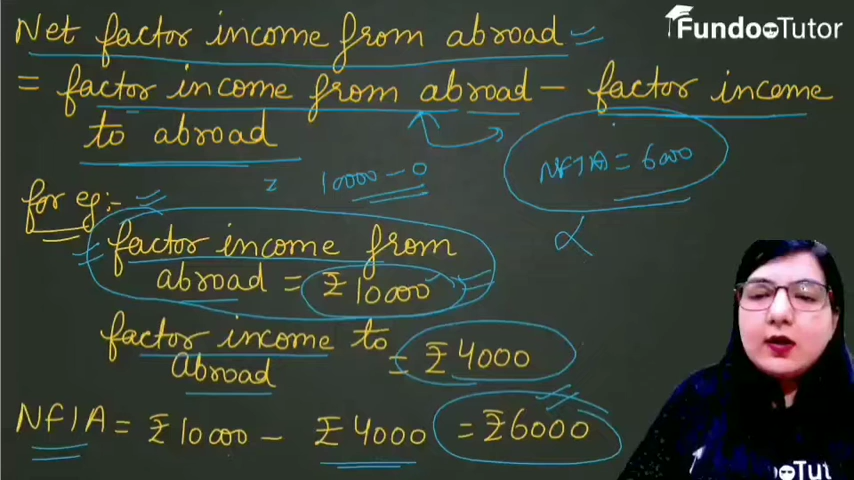 Net factor income from abroad
FundooTutor
= factor income from abroad - factor income
to abroad
NFIA = 6000
10000 - 0
for eg:-
factor income from
abroad = ₹10000
factor income to
Abroad = ₹4000
NFIA = ₹10000 - ₹4000 = ₹6000